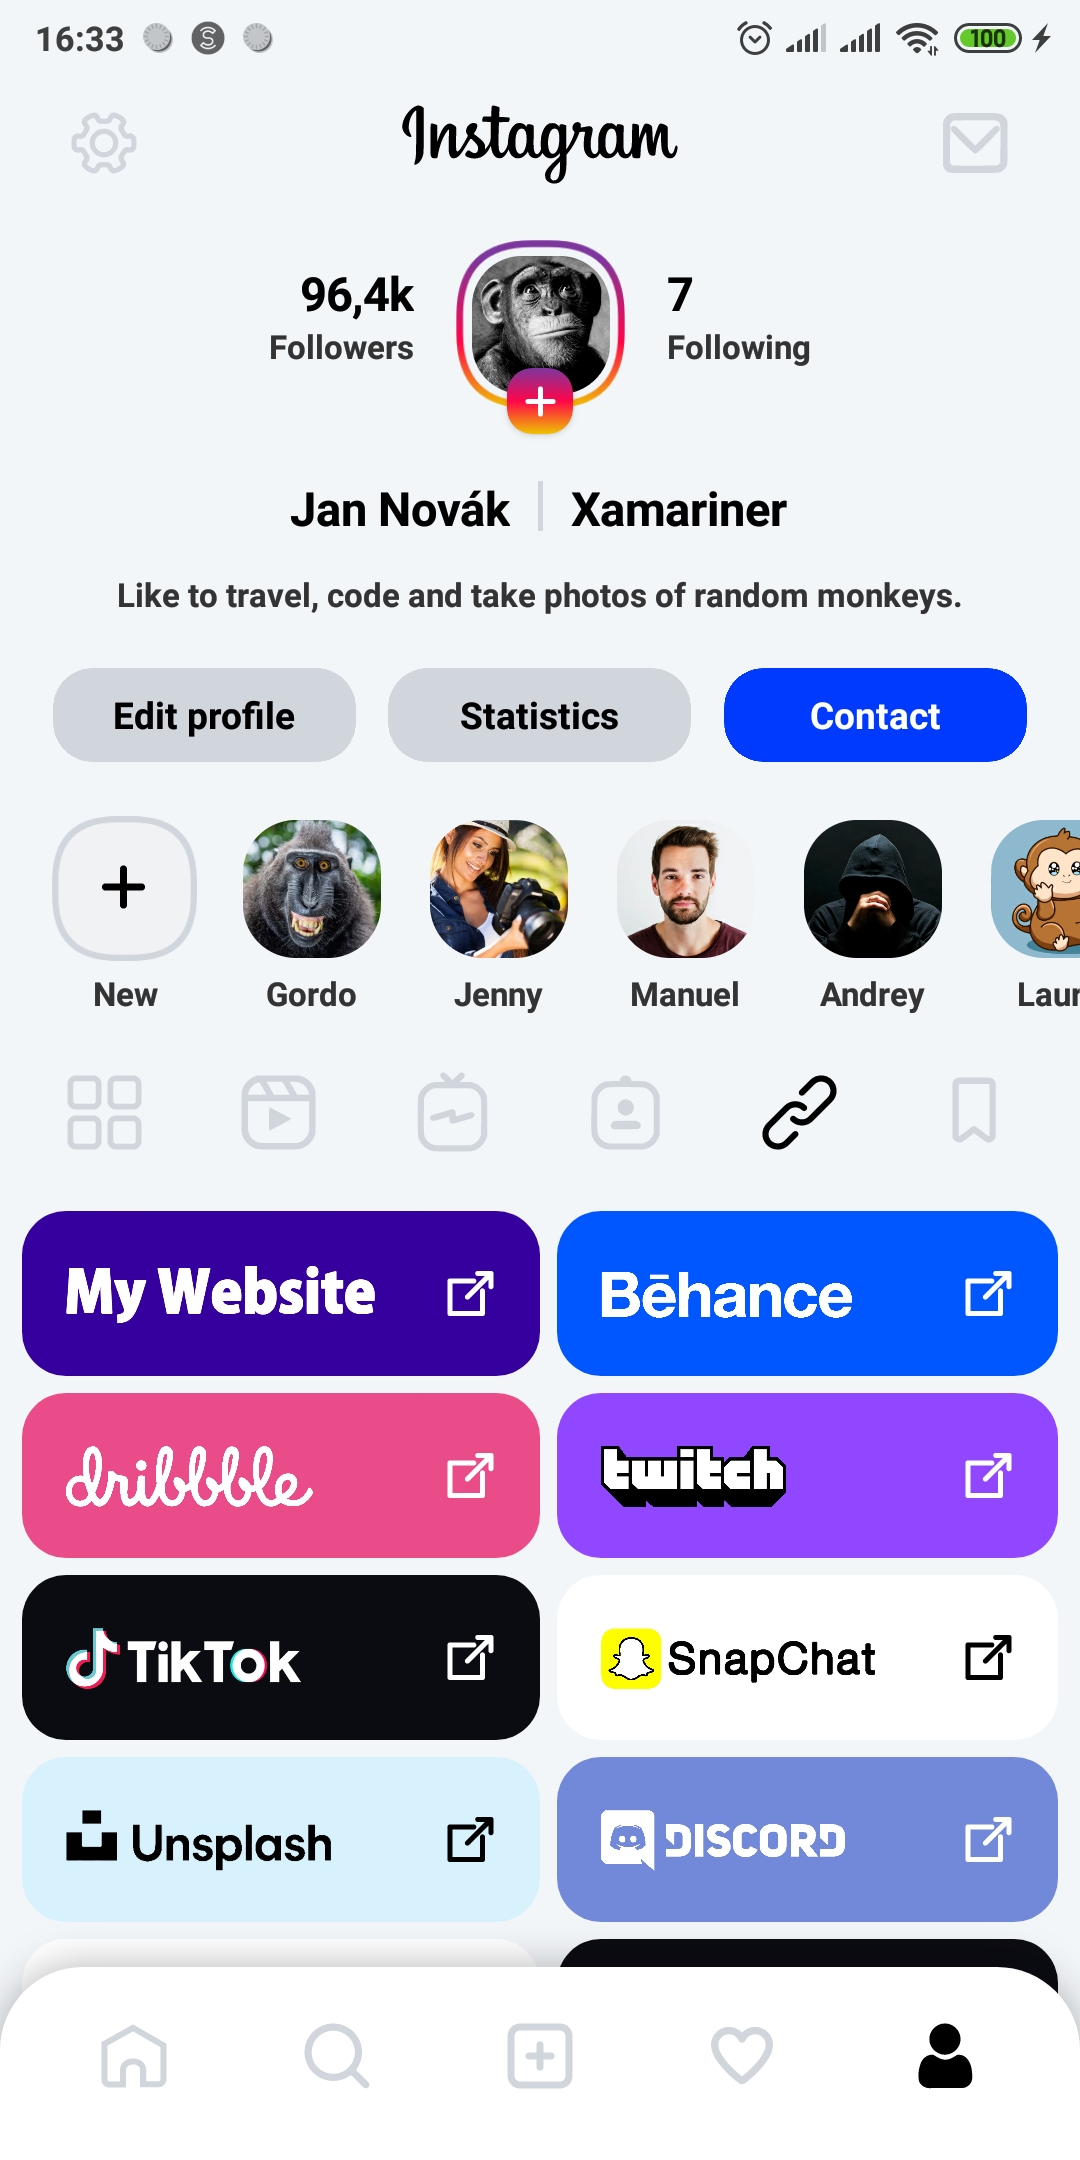 16:33
100
Instagram
96,4k
Followers
7
Following
Jan Novák
Xamariner
Like to travel, code and take photos of random monkeys.
Edit profile
Statistics
Contact
New
Gordo
Jenny
Manuel
Andrey
My Website
Bēhance
dribbble
twitch
TikTok
SnapChat
Unsplash
DISCORD